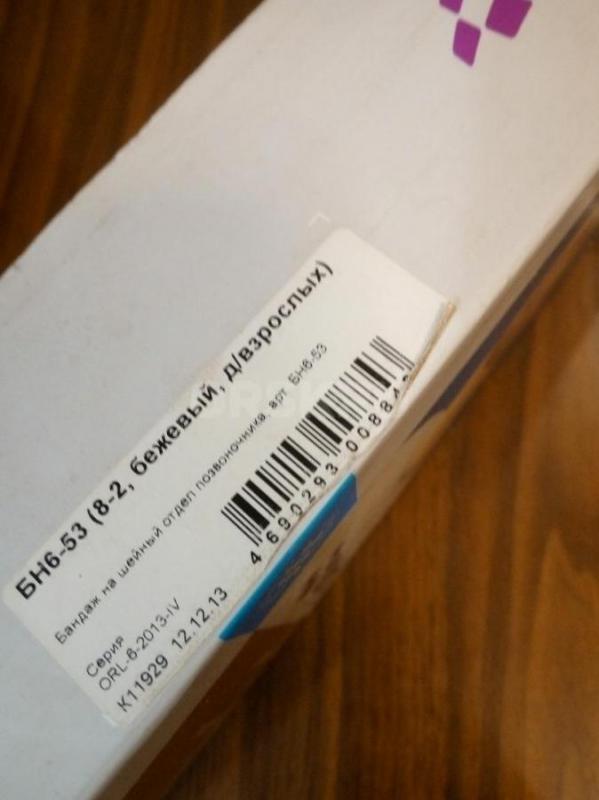 БН6-53 (8-2, бежевый, д/взрослых)
Бандаж на шейный отдел позвоночника, арт. БН6-53
Серия
ORL-6-2013-IV
К11929 12.12.13
4 690293 00884